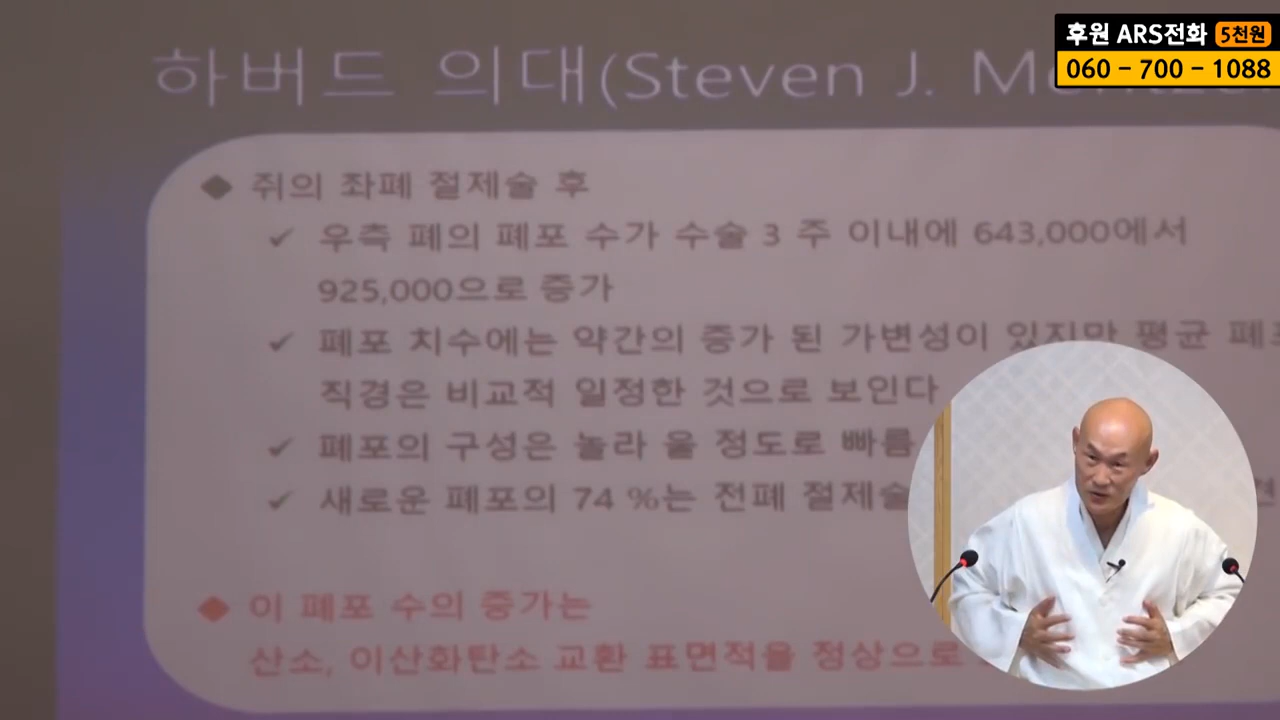 후원 ARS전화 5천원
060 - 700 - 1088
하버드 의대(Steven J.
◆ 쥐의 좌폐 절제술 후
✓ 우측 폐의 폐포 수가 수술 3 주 이내에 643,000에서
925,000으로 증가
✓ 폐포 치수에는 약간의 증가 된 가변성이 있지만 평균
직경은 비교적 일정한 것으로 보인다
✓ 폐포의 구성은 놀라 울 정도로 빠름
✓ 새로운 폐포의 74 %는 전폐 절제술
◆ 이 폐포 수의 증가는
산소, 이산화탄소 교환 표면적을 정상으로